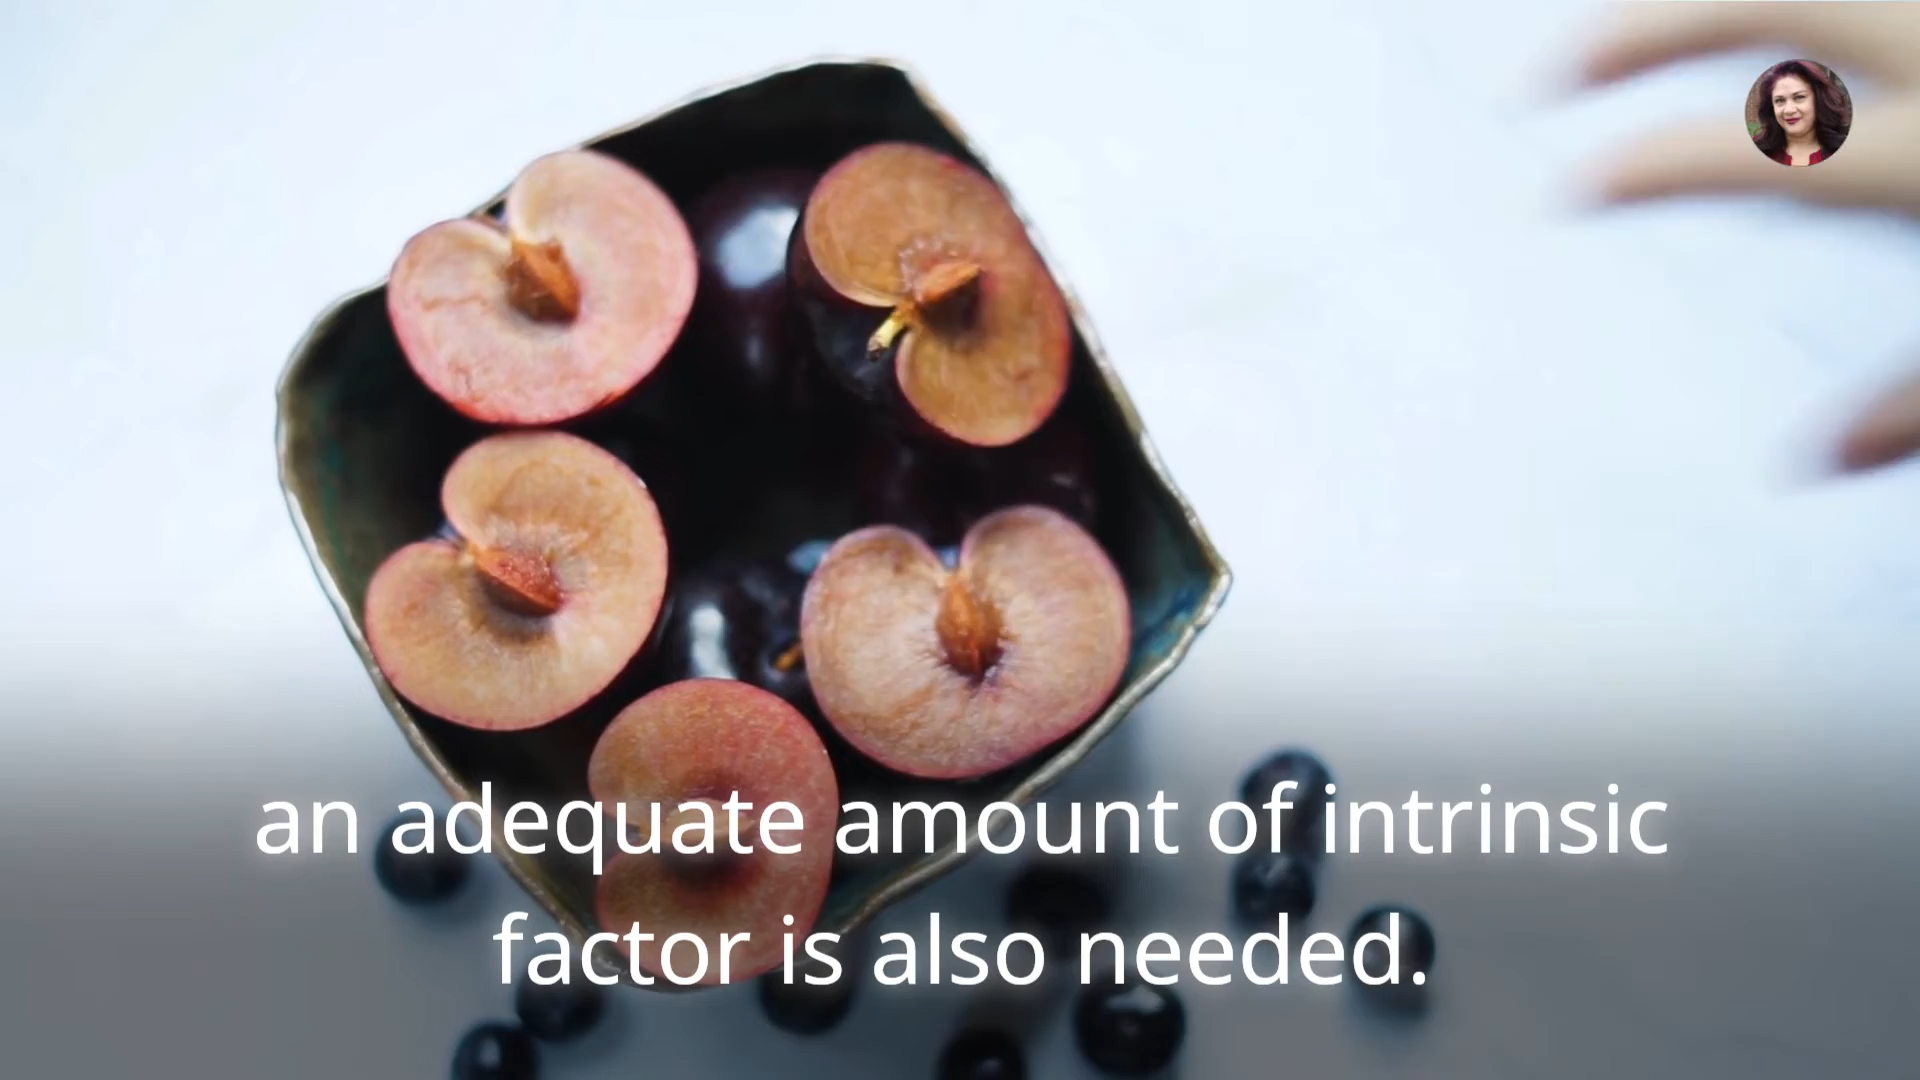 an adequate amount of intrinsic
factor is also needed.